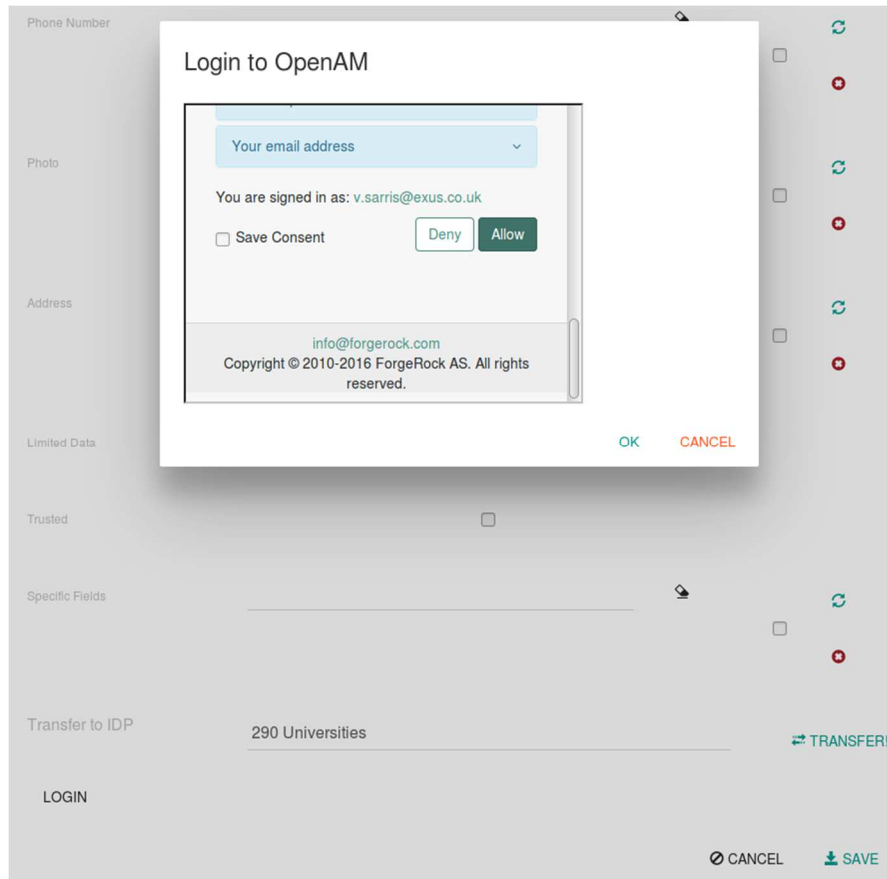 Phone Number
Login to OpenAM
Your email address
Photo
You are signed in as: v.sarris@exus.co.uk
Save Consent
Deny
Allow
Address
info@forgerock.com
Copyright © 2010-2016 ForgeRock AS. All rights
reserved.
OK
CANCEL
Limited Data
Trusted
Specific Fields
Transfer to IDP
290 Universities
TRANSFER!
LOGIN
CANCEL
SAVE